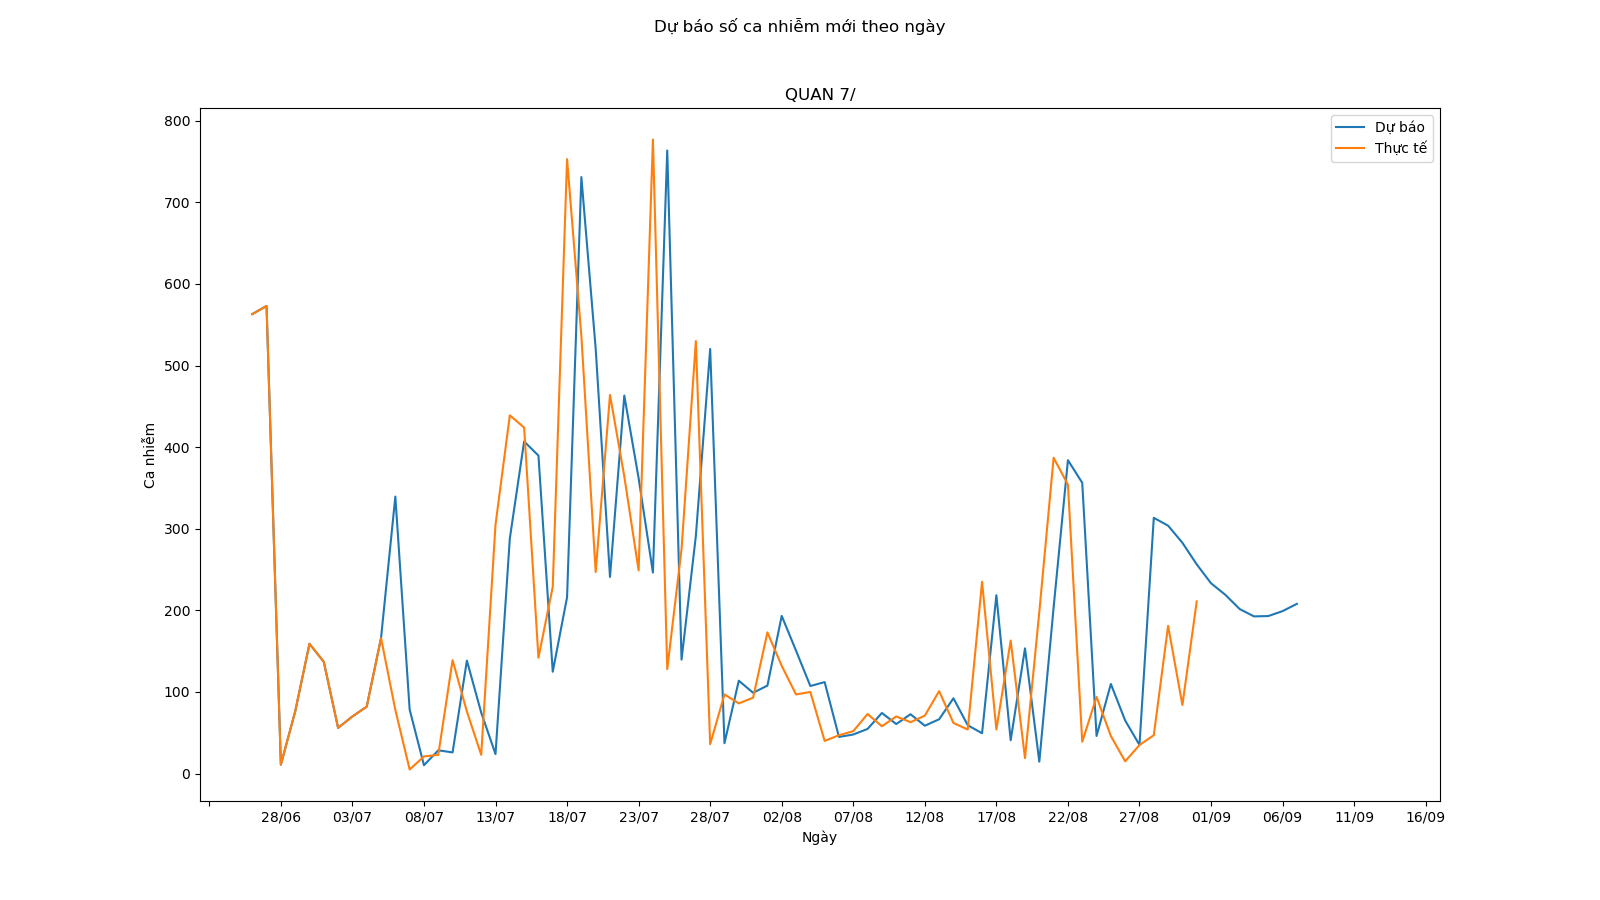 Dự báo số ca nhiễm mới theo ngày
QUAN 7/
Dự báo
Thực tế
800
700
600
500
400
300
200
100
0
Ca nhiễm
28/06 03/07 08/07 13/07 18/07 23/07 28/07 02/08 07/08 12/08 17/08 22/08 27/08 01/09 06/09 11/09 16/09
Ngày